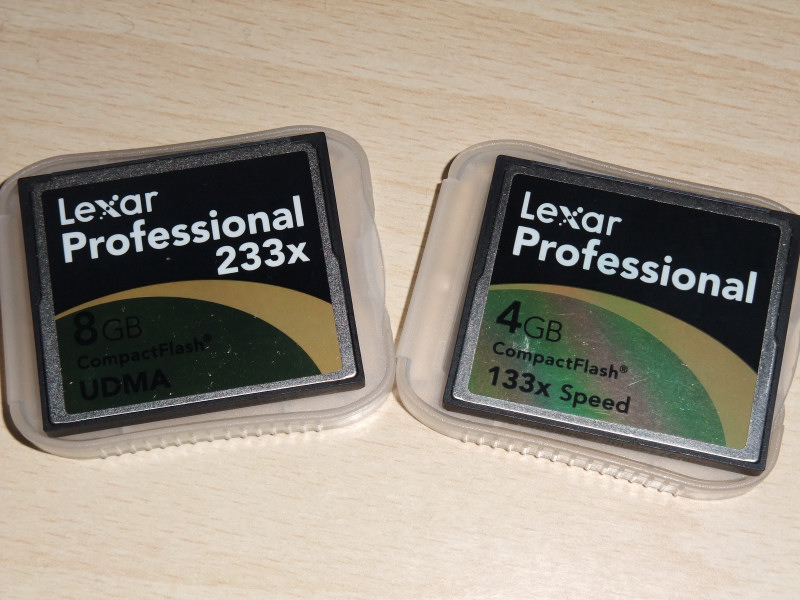 Lexar
Professional
233x
8GB
CompactFlash®
UDMA
Lexar
Professional
4GB
CompactFlash®
133x Speed